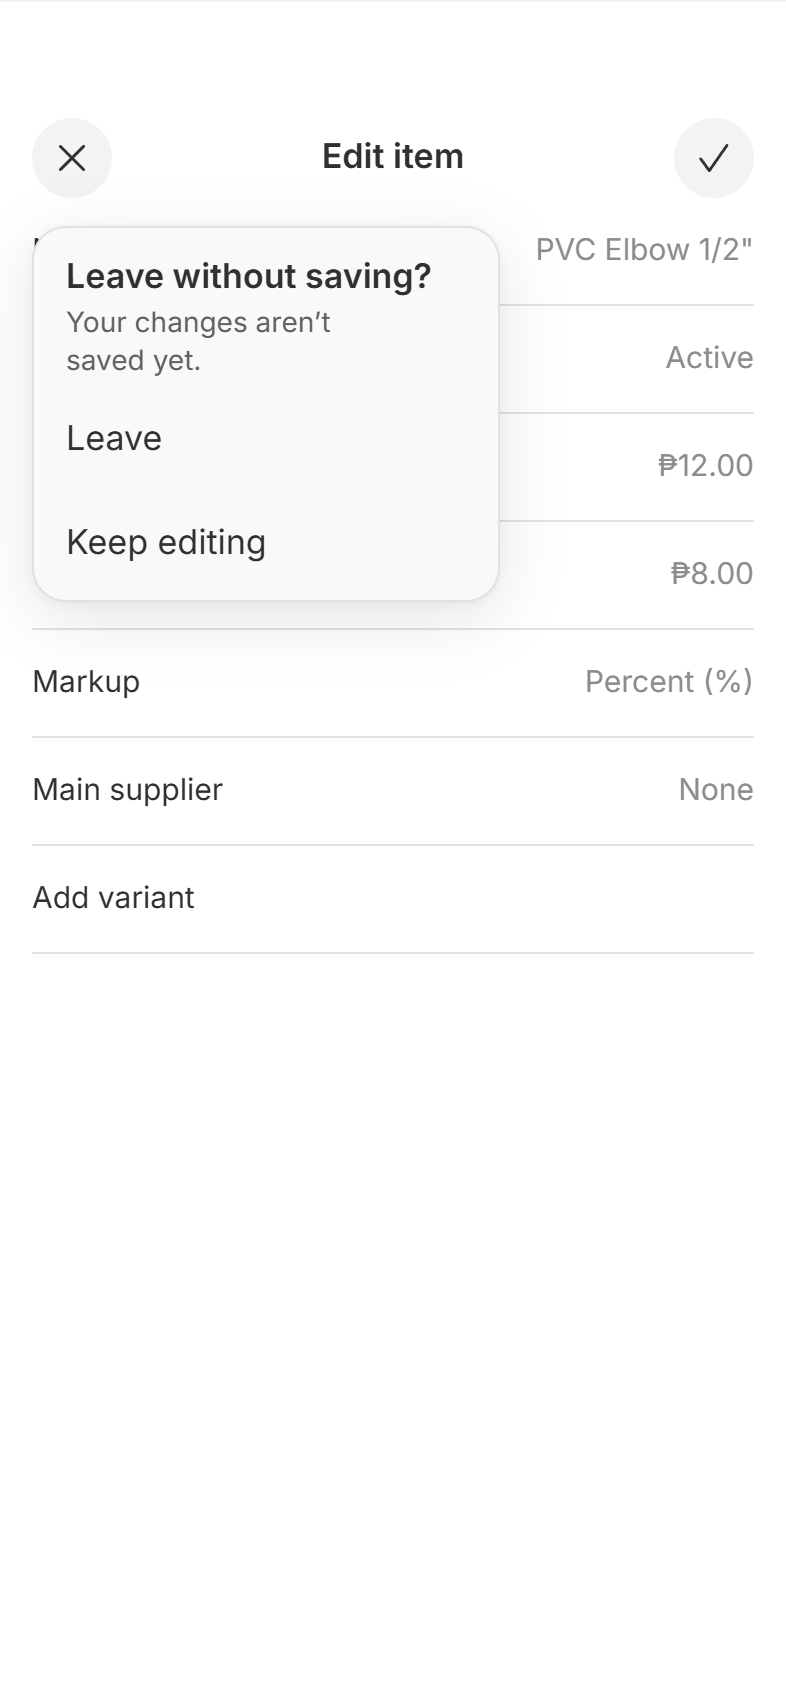 Edit item
PVC Elbow 1/2"
Leave without saving?
Your changes aren’t
saved yet.
Active
Leave
₱12.00
Keep editing
₱8.00
Markup Percent (%)
Main supplier None
Add variant